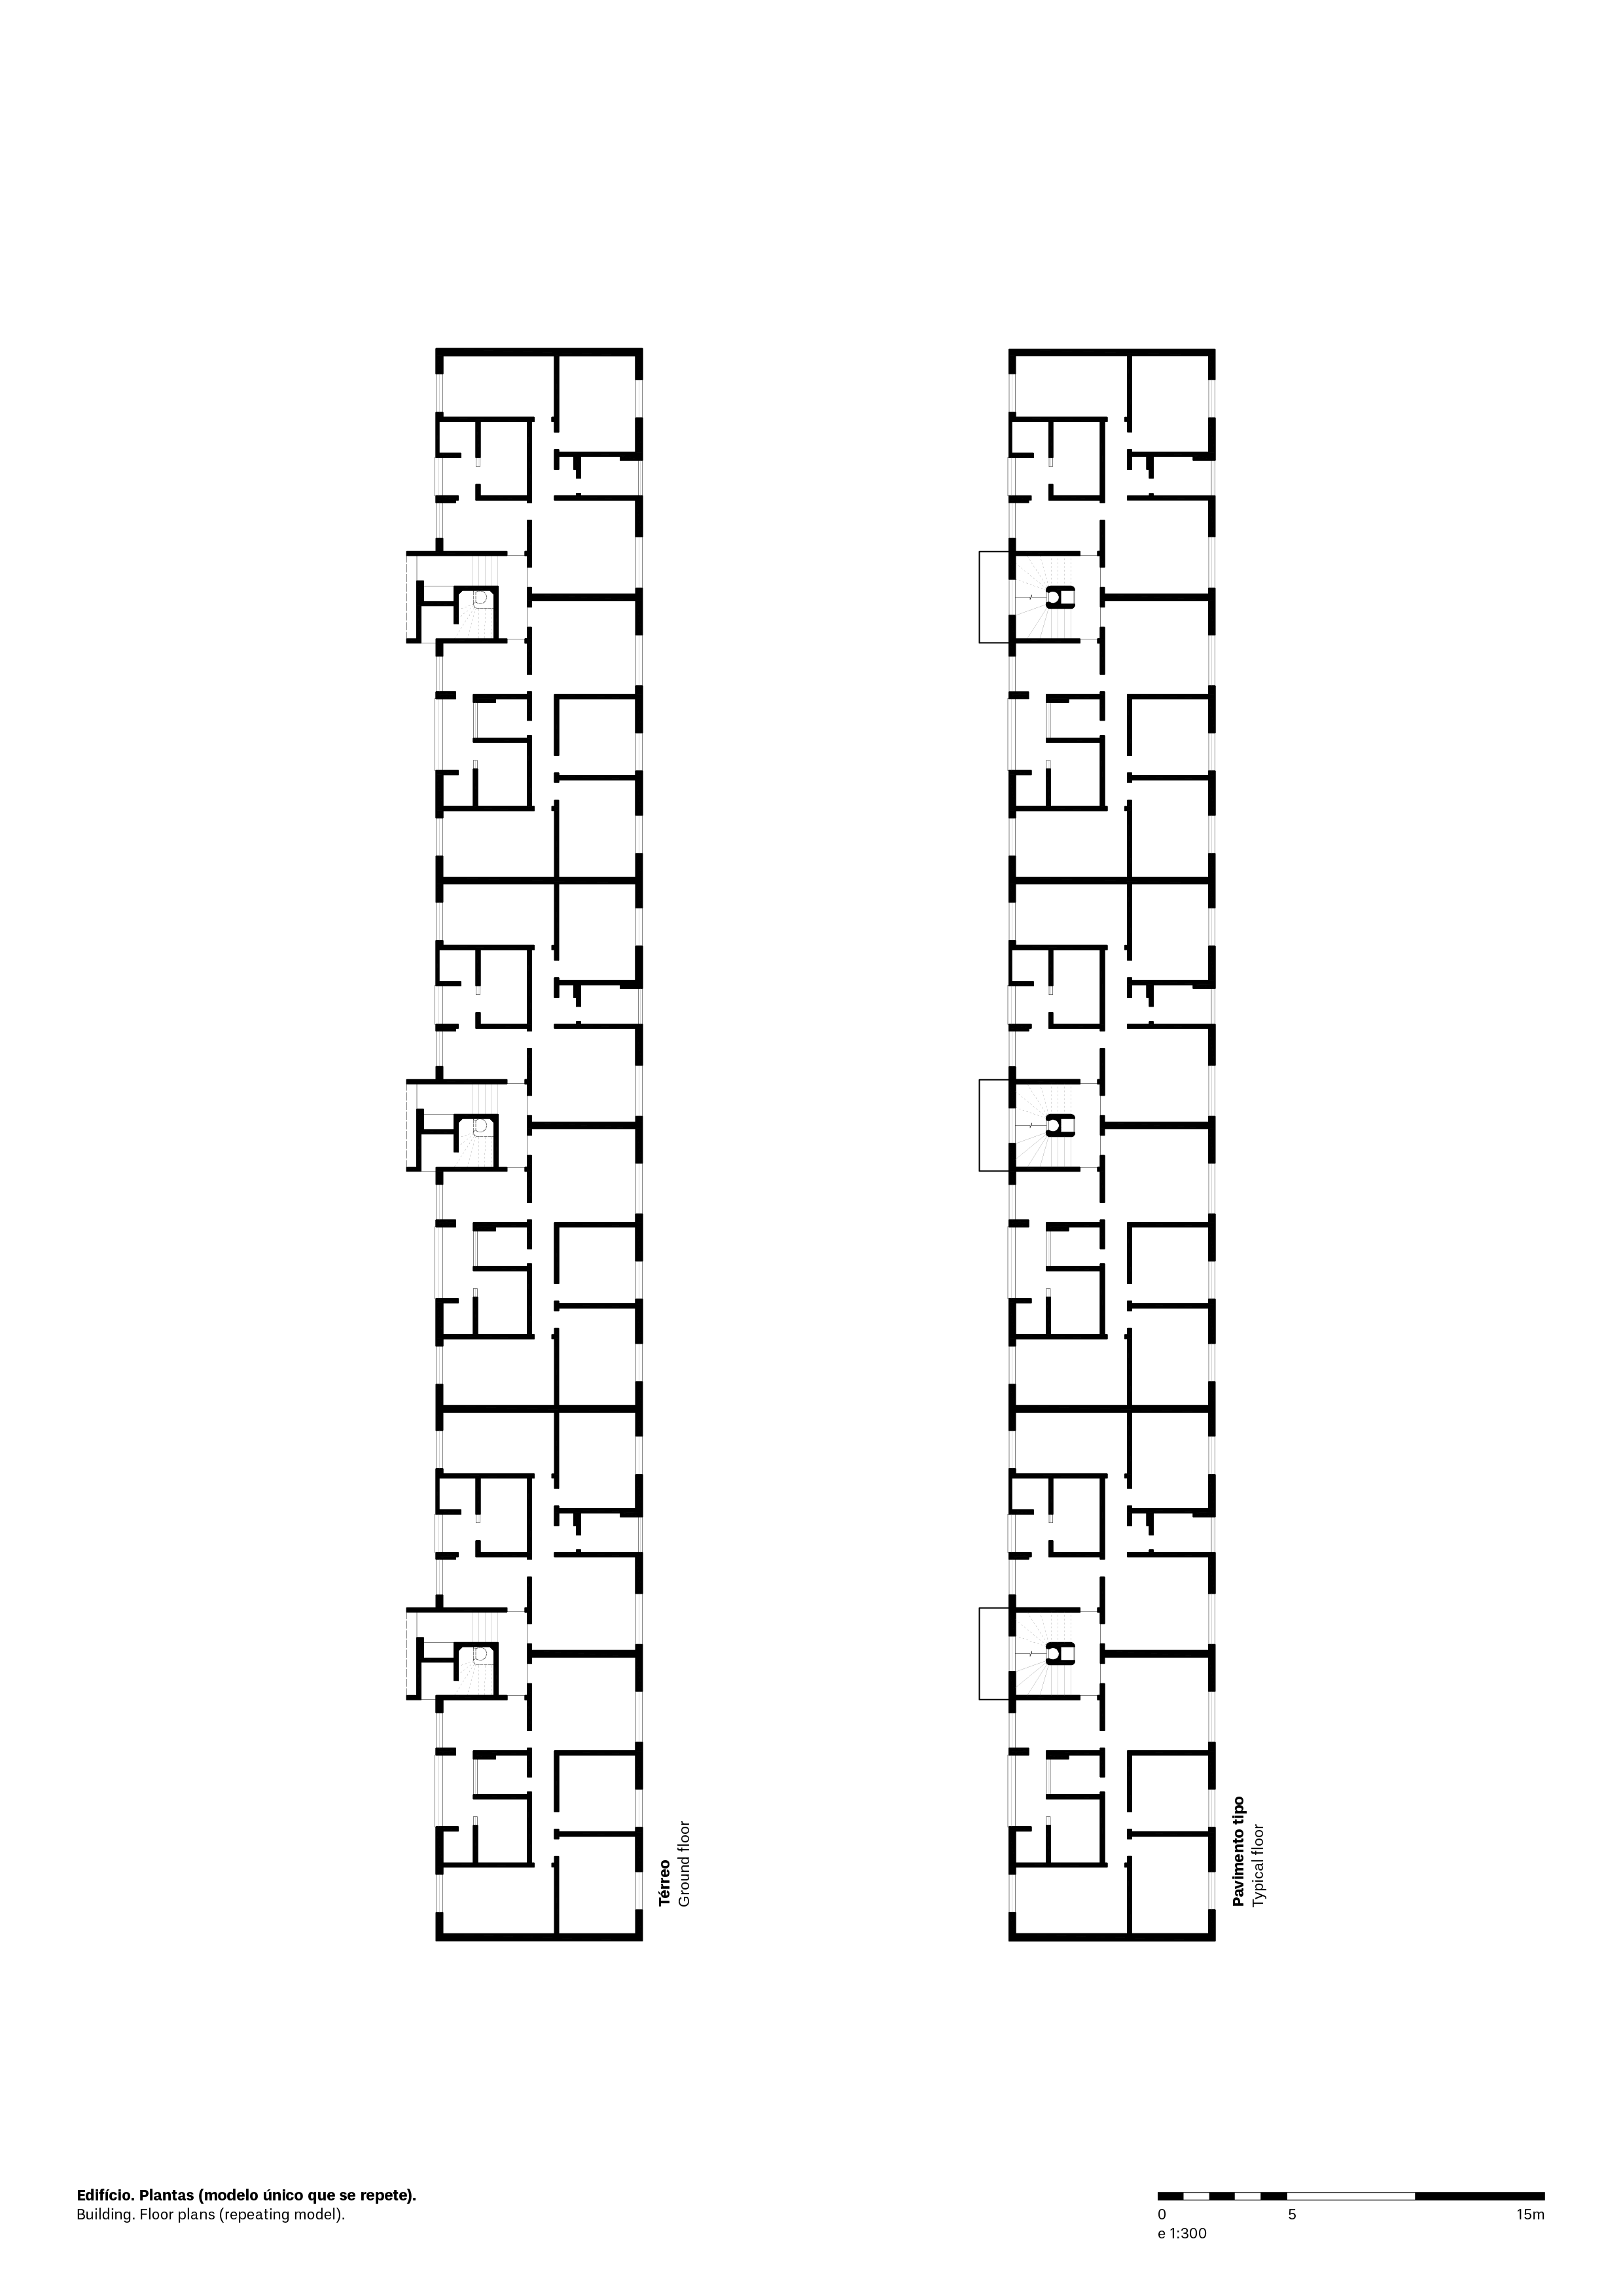 Térreo
Ground floor
Pavimento tipo
Typical floor
Edifício. Plantas (modelo único que se repete).
Building. Floor plans (repeating model).
0 5 15m
e 1:300